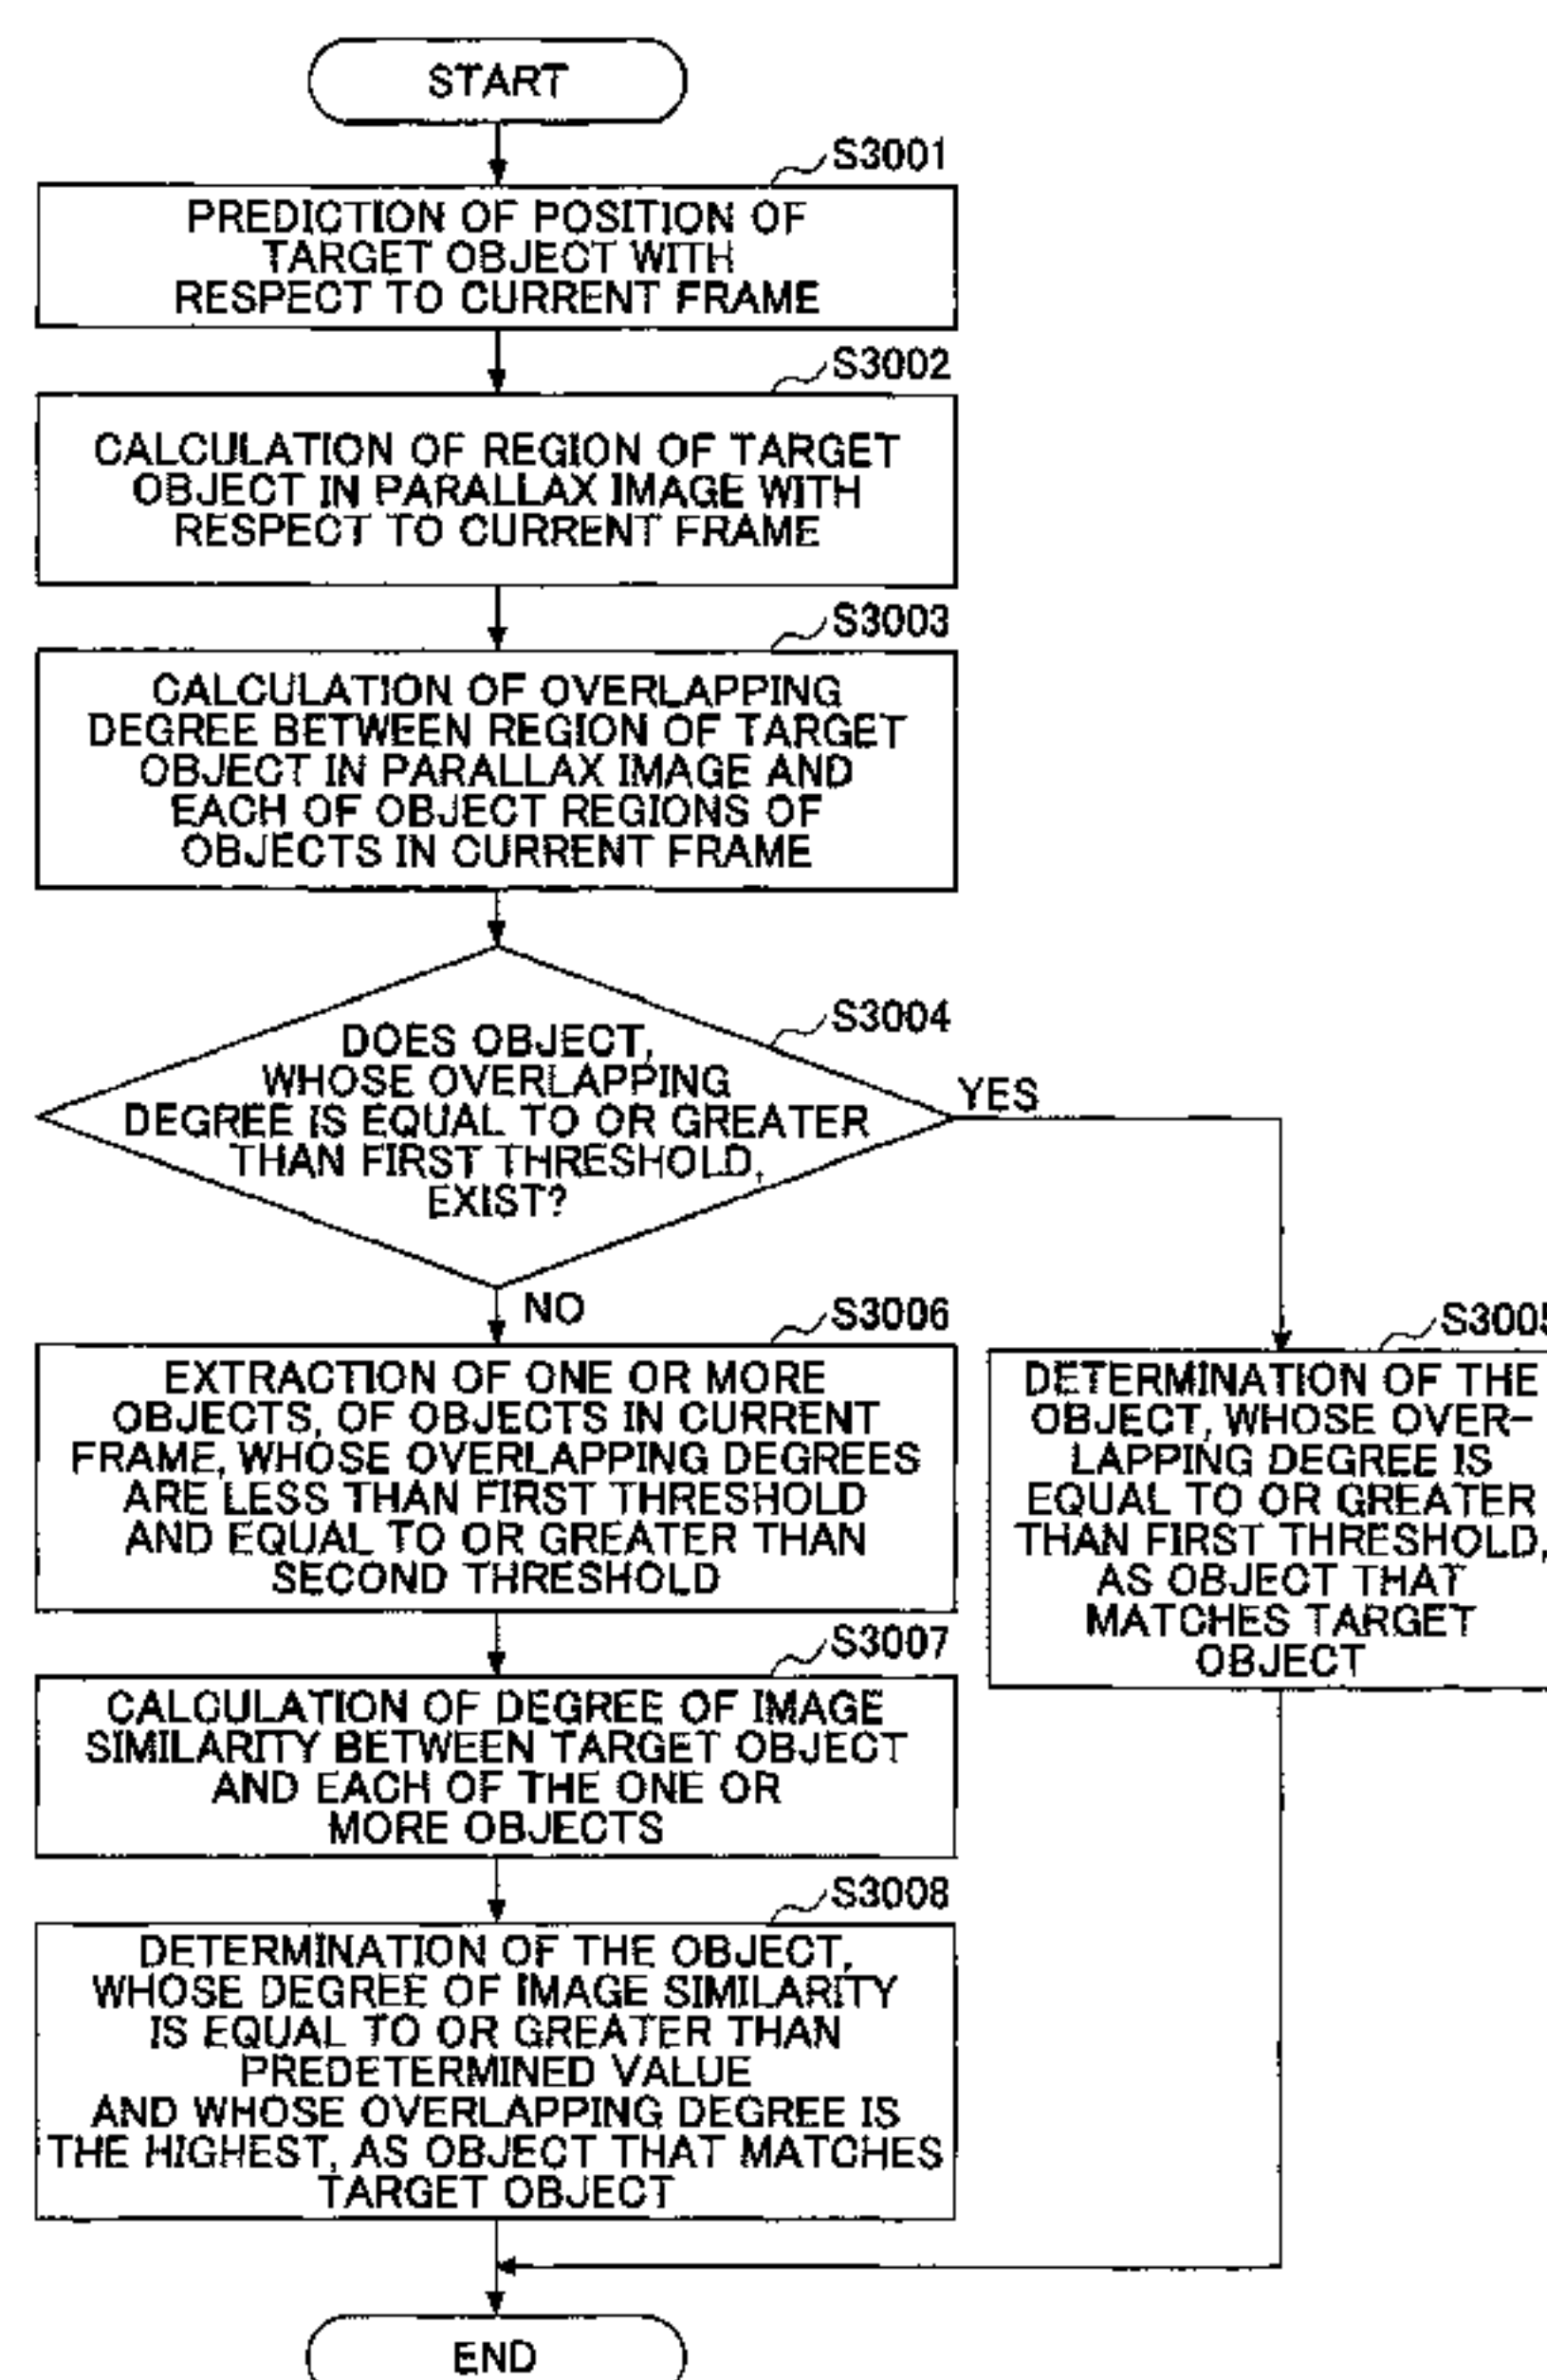 START
S3001
PREDICTION OF POSITION OF
TARGET OBJECT WITH
RESPECT TO CURRENT FRAME
S3002
CALCULATION OF REGION OF TARGET
OBJECT IN PARALLAX IMAGE WITH
RESPECT TO CURRENT FRAME
S3003
CALCULATION OF OVERLAPPING
DEGREE BETWEEN REGION OF TARGET
OBJECT IN PARALLAX IMAGE AND
EACH OF OBJECT REGIONS OF
OBJECTS IN CURRENT FRAME
S3004
DOES OBJECT,
WHOSE OVERLAPPING
DEGREE IS EQUAL TO OR GREATER
THAN FIRST THRESHOLD,
EXIST?
YES
NO
S3006
EXTRACTION OF ONE OR MORE
OBJECTS, OF OBJECTS IN CURRENT
FRAME, WHOSE OVERLAPPING DEGREES
ARE LESS THAN FIRST THRESHOLD
AND EQUAL TO OR GREATER THAN
SECOND THRESHOLD
S3005
DETERMINATION OF THE
OBJECT, WHOSE OVER-
LAPPING DEGREE IS
EQUAL TO OR GREATER
THAN FIRST THRESHOLD,
AS OBJECT THAT
MATCHES TARGET
OBJECT
S3007
CALCULATION OF DEGREE OF IMAGE
SIMILARITY BETWEEN TARGET OBJECT
AND EACH OF THE ONE OR
MORE OBJECTS
S3008
DETERMINATION OF THE OBJECT,
WHOSE DEGREE OF IMAGE SIMILARITY
IS EQUAL TO OR GREATER THAN
PREDETERMINED VALUE
AND WHOSE OVERLAPPING DEGREE IS
THE HIGHEST, AS OBJECT THAT MATCHES
TARGET OBJECT
END